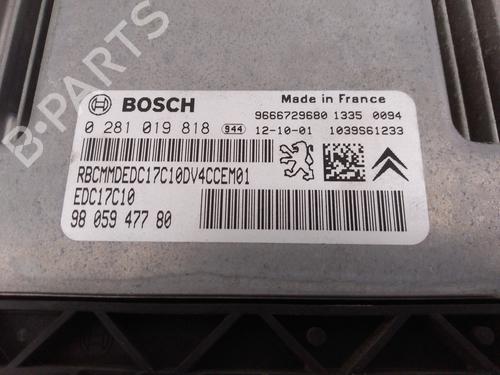 B-PARTS
BOSCH
Made in France
9666729680 1335 0094
0 281 019 818 944 12-10-01 1039S61233
RBCMMDEDC17C10DV4CCEM01
EDC17C10
98 059 477 80